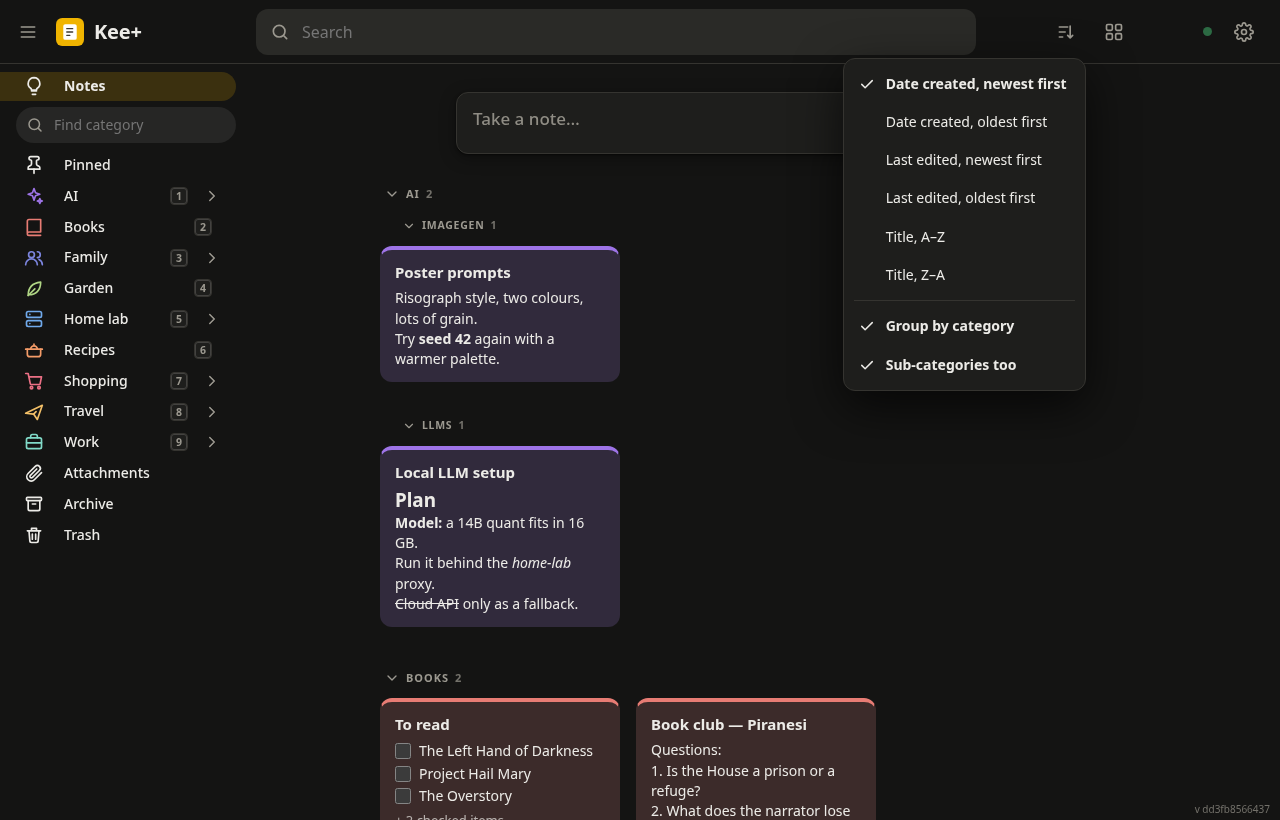 Kee+
Search
Notes
Find category
Pinned
AI 1
Books 2
Family 3
Garden 4
Home lab 5
Recipes 6
Shopping 7
Travel 8
Work 9
Attachments
Archive
Trash
Take a note...
Date created, newest first
Date created, oldest first
Last edited, newest first
Last edited, oldest first
Title, A–Z
Title, Z–A
Group by category
Sub-categories too
AI 2
IMAGEGEN 1
Poster prompts
Risograph style, two colours,
lots of grain.
Try seed 42 again with a
warmer palette.
LLMS 1
Local LLM setup
Plan
Model: a 14B quant fits in 16
GB.
Run it behind the home-lab
proxy.
Cloud API only as a fallback.
BOOKS 2
To read
The Left Hand of Darkness
Project Hail Mary
The Overstory
checked items
Book club — Piranesi
Questions:
1. Is the House a prison or a
refuge?
2. What does the narrator lose
v dd3fb8566437